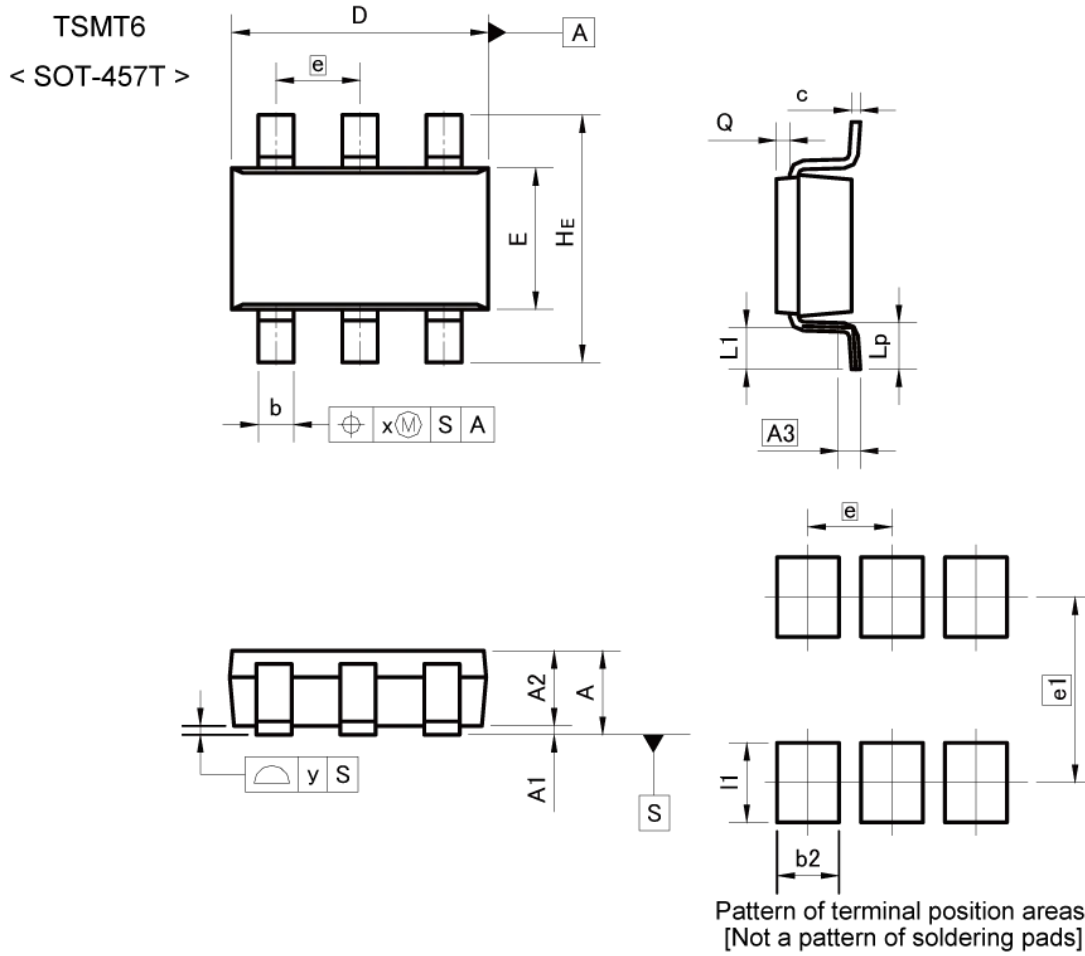 TSMT6
< SOT-457T >
D
A
e
E
HE
b
x Ⓜ S A
c
Q
L1
Lp
A3
A2
A
A1
y S
S
e
e1
l1
b2
Pattern of terminal position areas
[Not a pattern of soldering pads]